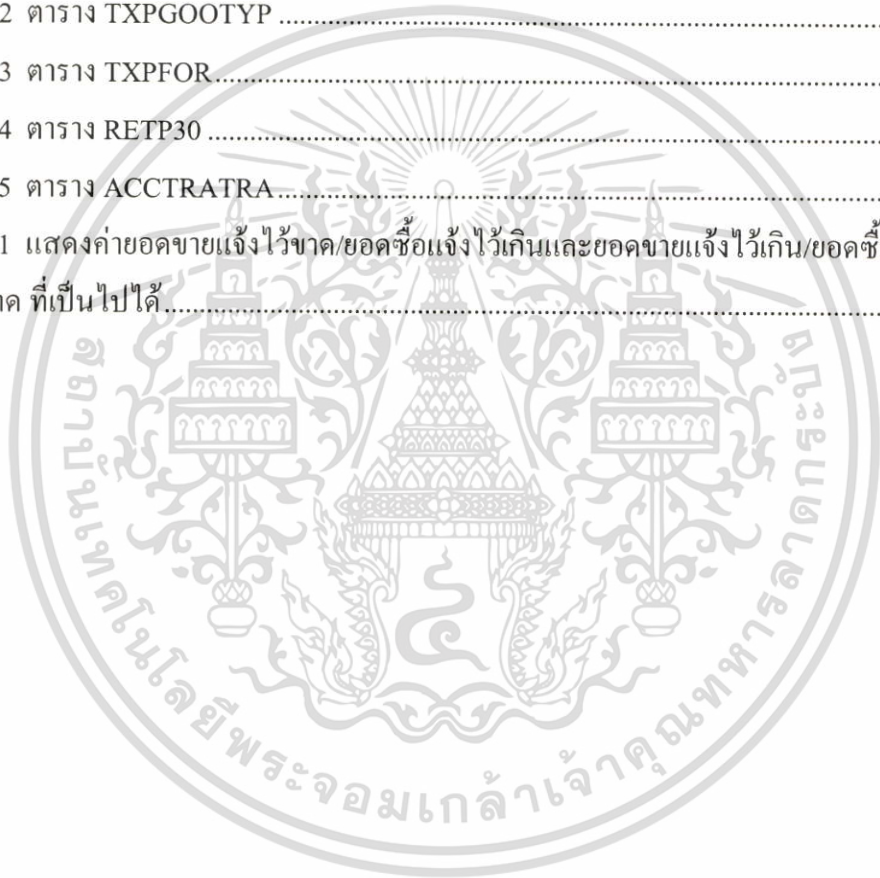 2 ตาราง TXPGOOTYP ........................................................................
3 ตาราง TXPFOR ........................................................................
4 ตาราง RETP30 ........................................................................
5 ตาราง ACCTRATRA ........................................................................
1 แสดงค่ายอดขายแจ้งไว้ขาด/ยอดซื้อแจ้งไว้เกินและยอดขายแจ้งไว้เกิน/ยอดซื้
าด ที่เป็นไปได้ ........................................................................
สถาบันเทคโนโลยีพระจอมเกล้าเจ้าคุณทหารลาดกระบัง